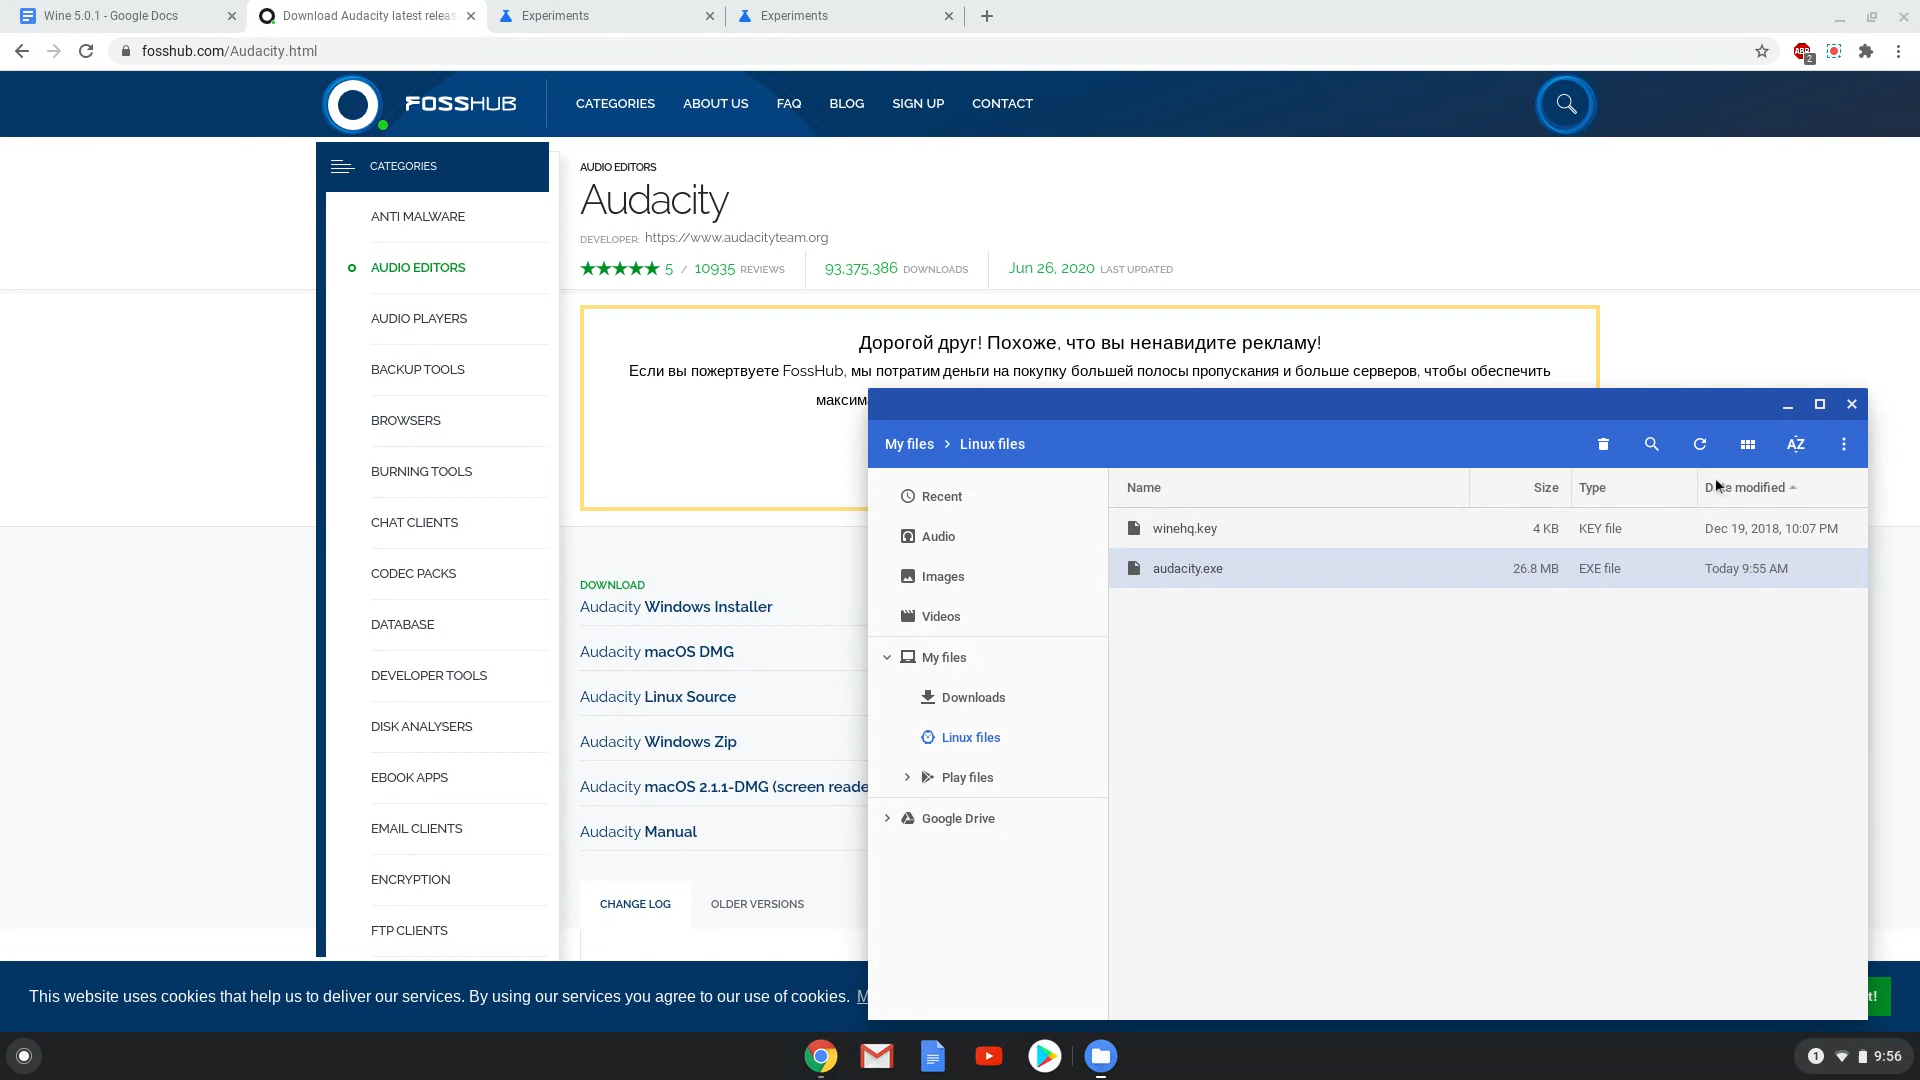 Wine 5.0.1 - Google Docs
Download Audacity latest releas
Experiments
Experiments
fosshub.com/Audacity.html
ABP
2
FOSSHUB
CATEGORIES
ABOUT US
FAQ
BLOG
SIGN UP
CONTACT
CATEGORIES
ANTI MALWARE
AUDIO EDITORS
AUDIO PLAYERS
BACKUP TOOLS
BROWSERS
BURNING TOOLS
CHAT CLIENTS
CODEC PACKS
DATABASE
DEVELOPER TOOLS
DISK ANALYSERS
EBOOK APPS
EMAIL CLIENTS
ENCRYPTION
FTP CLIENTS
AUDIO EDITORS
Audacity
DEVELOPER: https://www.audacityteam.org
5 / 10935 REVIEWS
93,375,386 DOWNLOADS
Jun 26, 2020 LAST UPDATED
Дорогой друг! Похоже, что вы ненавидите рекламу!
Если вы пожертвуете FossHub, мы потратим деньги на покупку большей полосы пропускания и больше серверов, чтобы обеспечить
максим
DOWNLOAD
Audacity Windows Installer
Audacity macOS DMG
Audacity Linux Source
Audacity Windows Zip
Audacity macOS 2.1.1-DMG (screen reade
Audacity Manual
CHANGE LOG
OLDER VERSIONS
My files > Linux files
AZ
Recent
Audio
Images
Videos
My files
Downloads
Linux files
Play files
Google Drive
Name
Size
Type
Date modified
winehq.key
4 KB
KEY file
Dec 19, 2018, 10:07 PM
audacity.exe
26.8 MB
EXE file
Today 9:55 AM
This website uses cookies that help us to deliver our services. By using our services you agree to our use of cookies. M
t!
1
9:56